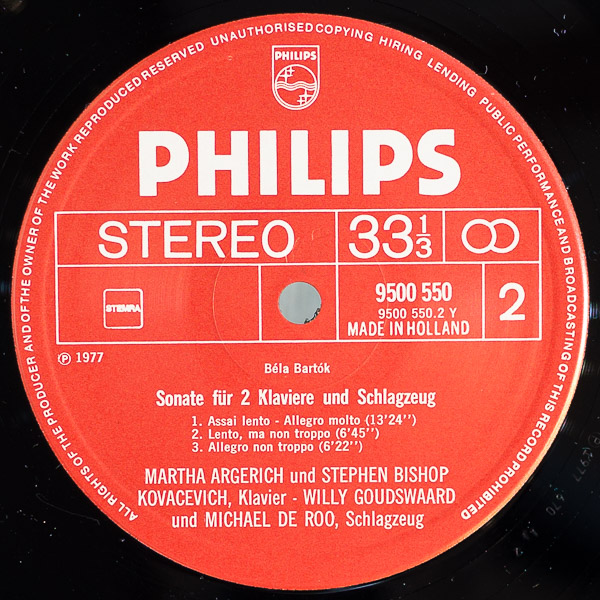 ALL RIGHTS OF THE PRODUCER AND OF THE OWNER OF THE WORK REPRODUCED RESERVED UNAUTHORISED COPYING HIRING LENDING PUBLIC PERFORMANCE AND BROADCASTING OF THIS RECORD PROHIBITED
PHILIPS
PHILIPS
STEREO
33 1/3
STEMRA
9500 550
9500 550.2 Y
MADE IN HOLLAND
2
℗ 1977
Béla Bartók
Sonate für 2 Klaviere und Schlagzeug
1. Assai lento - Allegro molto (13'24'')
2. Lento, ma non troppo (6'45'')
3. Allegro non troppo (6'22'')
MARTHA ARGERICH und STEPHEN BISHOP
KOVACEVICH, Klavier - WILLY GOUDSWAARD
und MICHAEL DE ROO, Schlagzeug